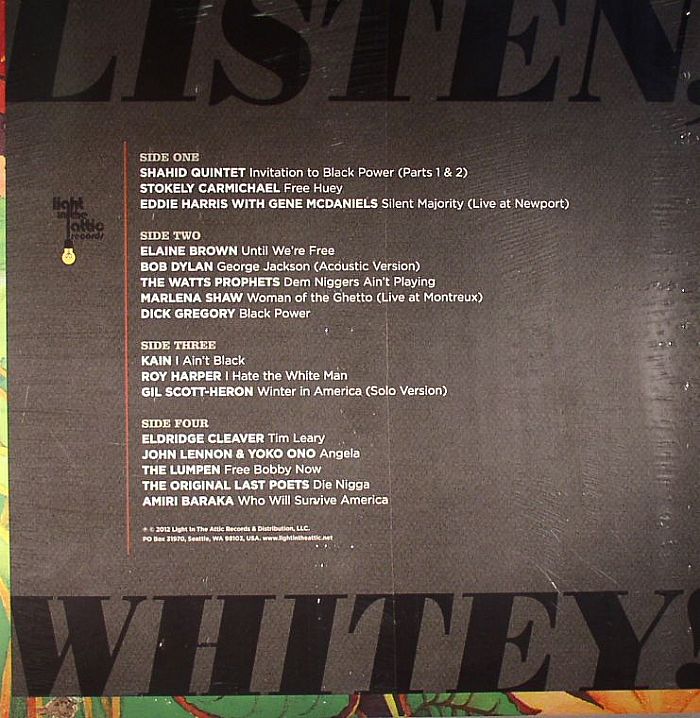 LISTEN!
SIDE ONE
SHAHID QUINTET Invitation to Black Power (Parts 1 & 2)
STOKELY CARMICHAEL Free Huey
EDDIE HARRIS WITH GENE MCDANIELS Silent Majority (Live at Newport)
light
in the
attic
records
SIDE TWO
ELAINE BROWN Until We're Free
BOB DYLAN George Jackson (Acoustic Version)
THE WATTS PROPHETS Dem Niggers Ain't Playing
MARLENA SHAW Woman of the Ghetto (Live at Montreux)
DICK GREGORY Black Power
SIDE THREE
KAIN I Ain't Black
ROY HARPER I Hate the White Man
GIL SCOTT-HERON Winter in America (Solo Version)
SIDE FOUR
ELDRIDGE CLEAVER Tim Leary
JOHN LENNON & YOKO ONO Angela
THE LUMPEN Free Bobby Now
THE ORIGINAL LAST POETS Die Nigga
AMIRI BARAKA Who Will Survive America
℗ © 2012 Light In The Attic Records & Distribution, LLC.
PO Box 31970, Seattle, WA 98103, USA. www.lightintheattic.net
WHITEY!